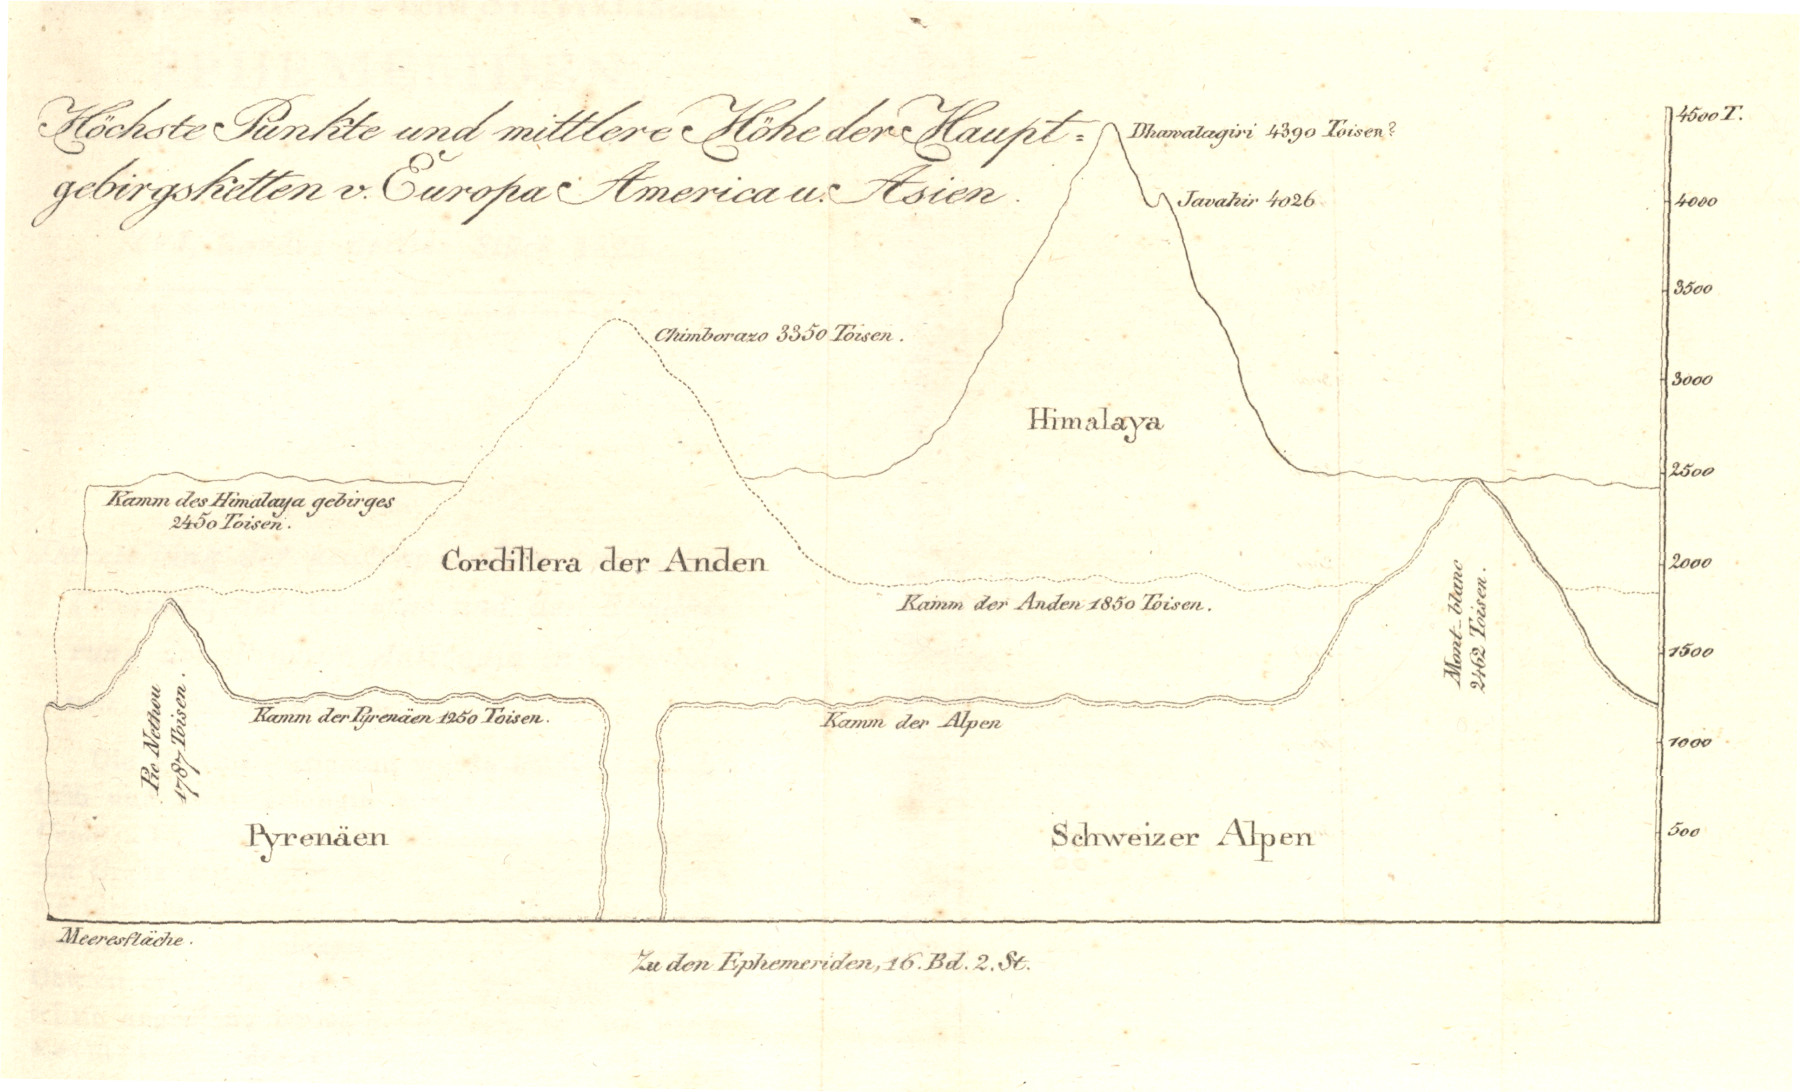 Höchste Punkte und mittlere Höhe der Haupt=
gebirgsketten v. Europa America u. Asien.
Dhawalagiri 4390 Toisen?
Javahir 4026
Chimborazo 3350 Toisen.
Himalaya
Kamm des Himalaya gebirges
2450 Toisen.
Cordillera der Anden
Kamm der Anden 1850 Toisen.
Mont-blanc
2462 Toisen.
Pic Nethou
1787 Toisen.
Kamm der Pyrenäen 1250 Toisen.
Kamm der Alpen
Pyrenäen
Schweizer Alpen
4500 T.
4000
3500
3000
2500
2000
1500
1000
500
Meeresfläche.
Zu den Ephemeriden, 16. Bd. 2. St.